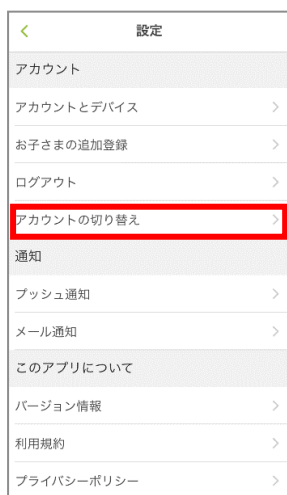 設定
アカウント
アカウントとデバイス
お子さまの追加登録
ログアウト
アカウントの切り替え
通知
プッシュ通知
メール通知
このアプリについて
バージョン情報
利用規約
プライバシーポリシー